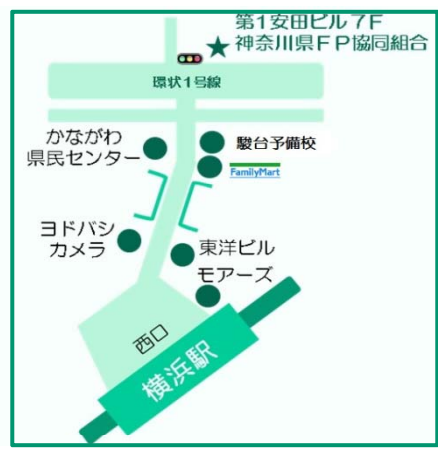 第1安田ビル7F
神奈川県FP協同組合
環状1号線
かながわ
県民センター
駿台予備校
FamilyMart
ヨドバシ
カメラ
東洋ビル
モアーズ
西口
横浜駅